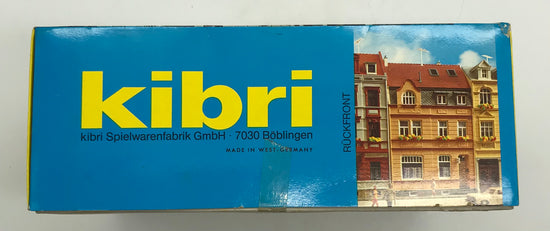 kibri
kibri Spielwarenfabrik GmbH · 7030 Böblingen
MADE IN WEST-GERMANY
RÜCKFRONT